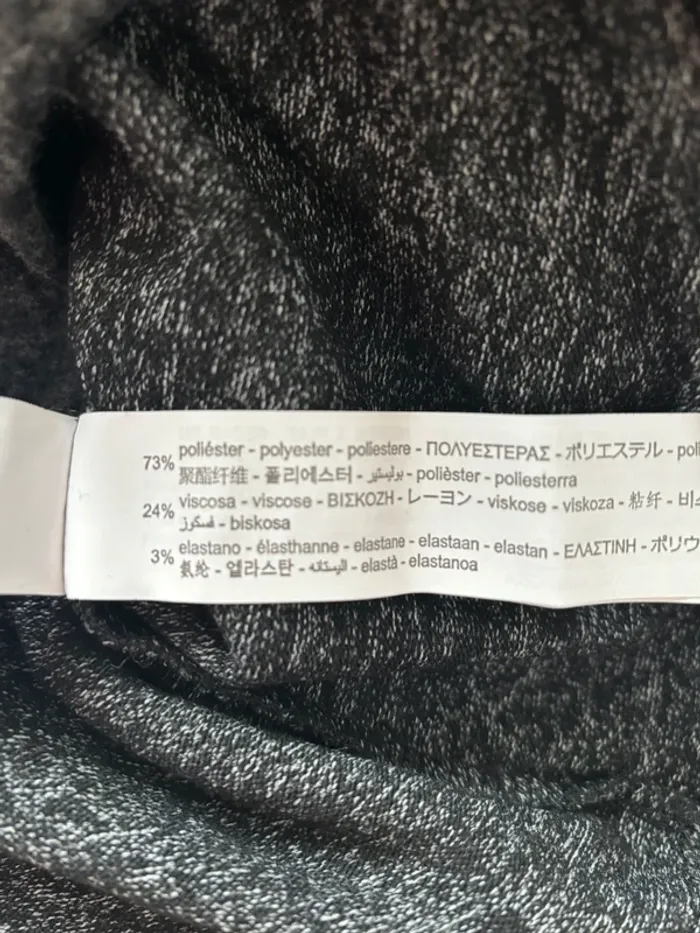 73% poliéster - polyester - poliestere - ΠΟΛΥΕΣΤΕΡΑΣ - ポリエステル - poli
聚酯纤维 - 폴리에스터 - بوليستير - polièster - poliesterra
24% viscosa - viscose - ΒΙΣΚΟΖΗ - レーヨン - viskose - viskoza - 粘纤 - 비스
فسكوز - biskosa
3% elastano - élasthanne - elastane - elastaan - elastan - ΕΛΑΣΤΙΝΗ - ポリウ
氨纶 - 엘라스탄 - اليستانه - elastà - elastanoa